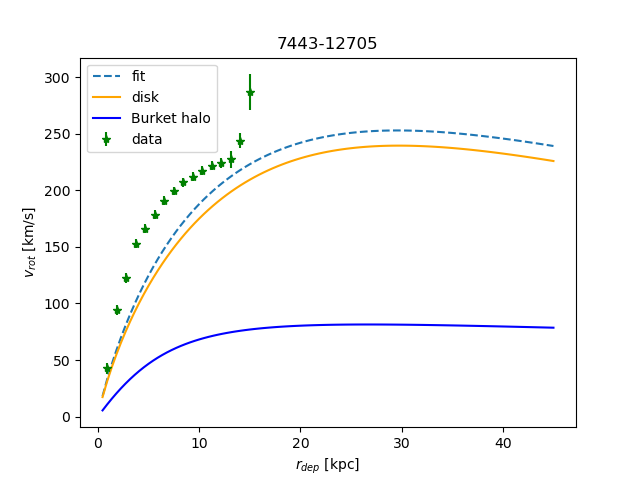 7443-12705
fit
disk
Burket halo
data
300
250
200
150
100
50
0
v_rot [km/s]
0 10 20 30 40
r_dep [kpc]